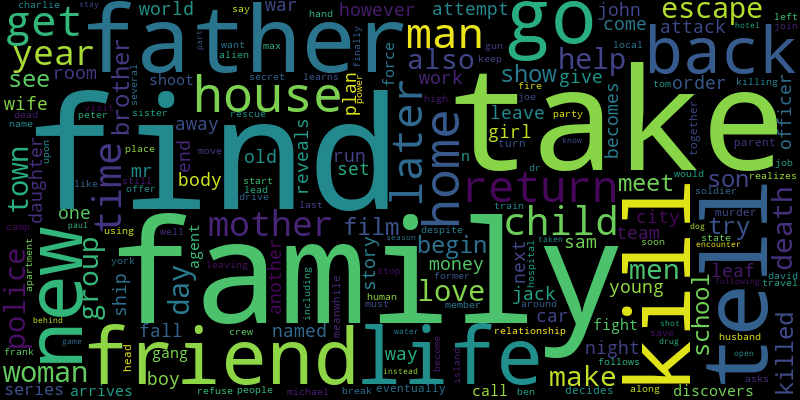 charlie stay say hand war however attempt john escape
get father world want alien max finally part gun keep come go attack local left join hotel
year man back
see room shoot brother several secret learns force plan power also help show give order killing
wife house work tom officer
dead visit sister rescue away high joe fire party becomes together
name peter find later take leave girl turn know parent
town place time end reveals old run set n dr job
daughter upon mr still body start move home return meet son would realizes
like offer lead drive last child train try soldier death
one using well mother film despite season taken city murder
camp paul family begin sam team soon dog state encounter
new group day agent another story money former next hospital men kill tell leaf david travel
police apartment york leaving including human stop love jack around young school following
ship crew meanwhile must member car save shot drug
behind fall named water relationship fight husband
frank game friend life way become island night open killed
woman head gang instead make follows asks
boy
series arrives refuse people michael break eventually call ben decides along discovers